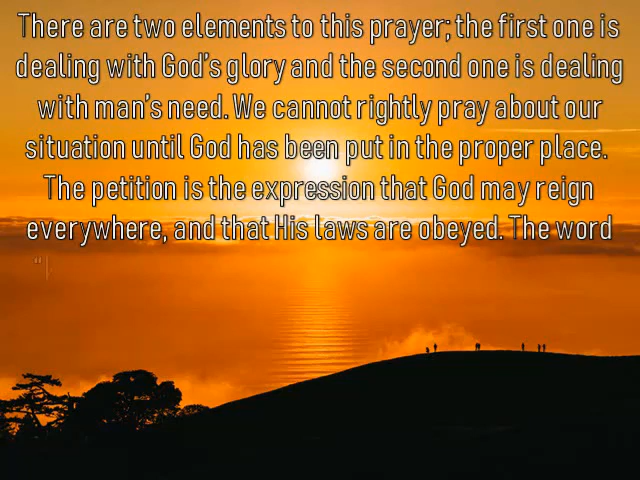 There are two elements to this prayer; the first one is
dealing with God's glory and the second one is dealing
with man's need. We cannot rightly pray about our
situation until God has been put in the proper place.
The petition is the expression that God may reign
everywhere, and that His laws are obeyed. The word
"